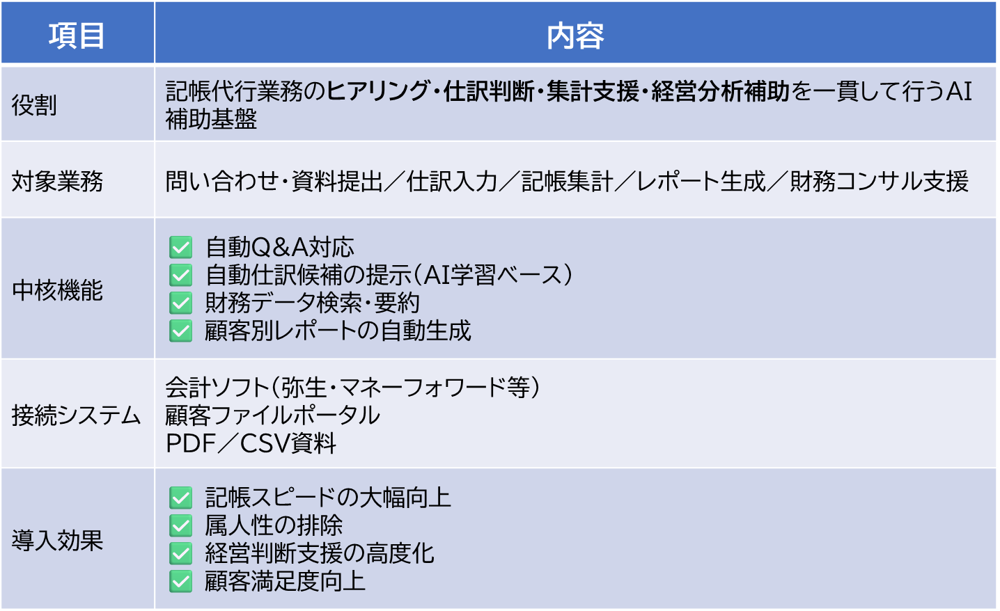 項目
内容
役割
記帳代行業務のヒアリング・仕訳判断・集計支援・経営分析補助を一貫して行うAI
補助基盤
対象業務
問い合わせ・資料提出／仕訳入力／記帳集計／レポート生成／財務コンサル支援
中核機能
✅ 自動Q&A対応
✅ 自動仕訳候補の提示（AI学習ベース）
✅ 財務データ検索・要約
✅ 顧客別レポートの自動生成
接続システム
会計ソフト（弥生・マネーフォワード等）
顧客ファイルポータル
PDF／CSV資料
導入効果
✅ 記帳スピードの大幅向上
✅ 属人性の排除
✅ 経営判断支援の高度化
✅ 顧客満足度向上